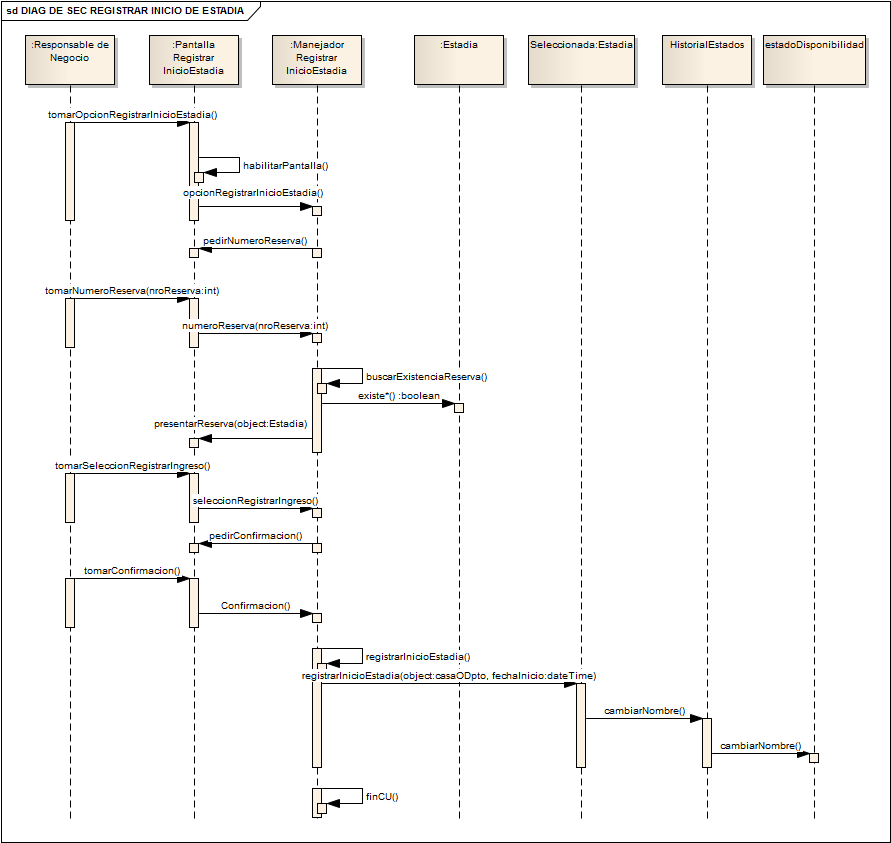 sd DIAG DE SEC REGISTRAR INICIO DE ESTADIA
:Responsable de
Negocio
:Pantalla
Registrar
InicioEstadia
:Manejador
Registrar
InicioEstadia
:Estadia
Seleccionada:Estadia
HistorialEstados
estadoDisponibilidad
tomarOpcionRegistrarInicioEstadia()
habilitarPantalla()
opcionRegistrarInicioEstadia()
pedirNumeroReserva()
tomarNumeroReserva(nroReserva:int)
numeroReserva(nroReserva:int)
buscarExistenciaReserva()
existe*() :boolean
presentarReserva(object:Estadia)
tomarSeleccionRegistrarIngreso()
seleccionRegistrarIngreso()
pedirConfirmacion()
tomarConfirmacion()
Confirmacion()
registrarInicioEstadia()
registrarInicioEstadia(object:casaODpto, fechaInicio:dateTime)
cambiarNombre()
cambiarNombre()
finCU()